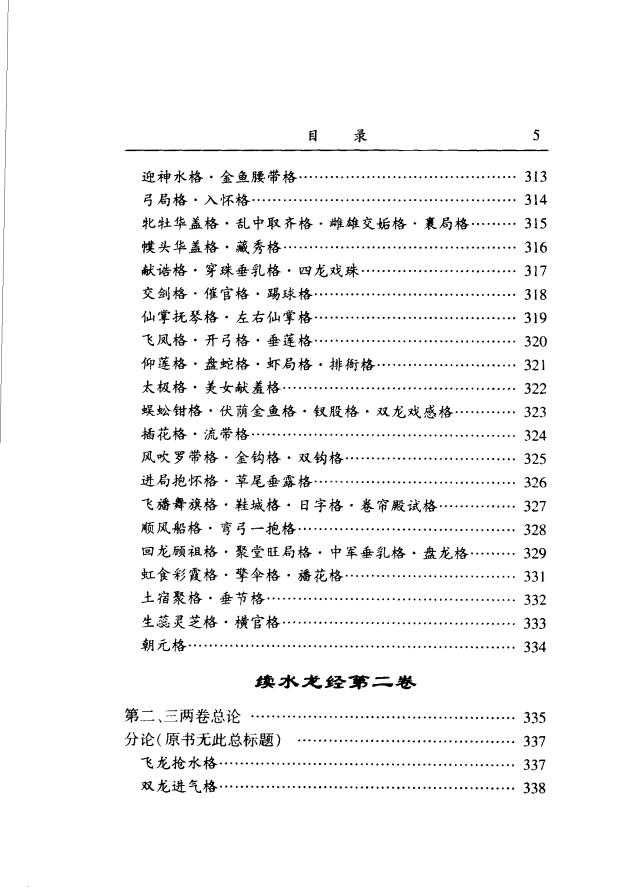 目 录 5
迎神水格·金鱼腰带格…… 313
弓局格·入怀格…… 314
牝牡华盖格·乱中取齐格·雌雄交姤格·裹局格…… 315
幞头华盖格·藏秀格…… 316
献诰格·穿珠垂乳格·四龙戏珠…… 317
交剑格·催官格·踢球格…… 318
仙掌抚琴格·左右仙掌格…… 319
飞凤格·开弓格·垂莲格…… 320
仰莲格·盘蛇格·虾局格·排衙格…… 321
太极格·美女献羞格…… 322
蜈蚣钳格·伏荫金鱼格·钗股格·双龙戏感格…… 323
插花格·流带格…… 324
风吹罗带格·金钩格·双钩格…… 325
进局抱怀格·草尾垂露格…… 326
飞旙舞旗格·鞋城格·日字格·卷帘殿试格…… 327
顺风船格·弯弓一抱格…… 328
回龙顾祖格·聚堂旺局格·中军垂乳格·盘龙格…… 329
虹食彩霞格·擎伞格·旙花格…… 331
土宿聚格·垂节格…… 332
生蕊灵芝格·横官格…… 333
朝元格…… 334
续水龙经第二卷
第二、三两卷总论 …… 335
分论(原书无此总标题) …… 337
飞龙抢水格…… 337
双龙进气格…… 338